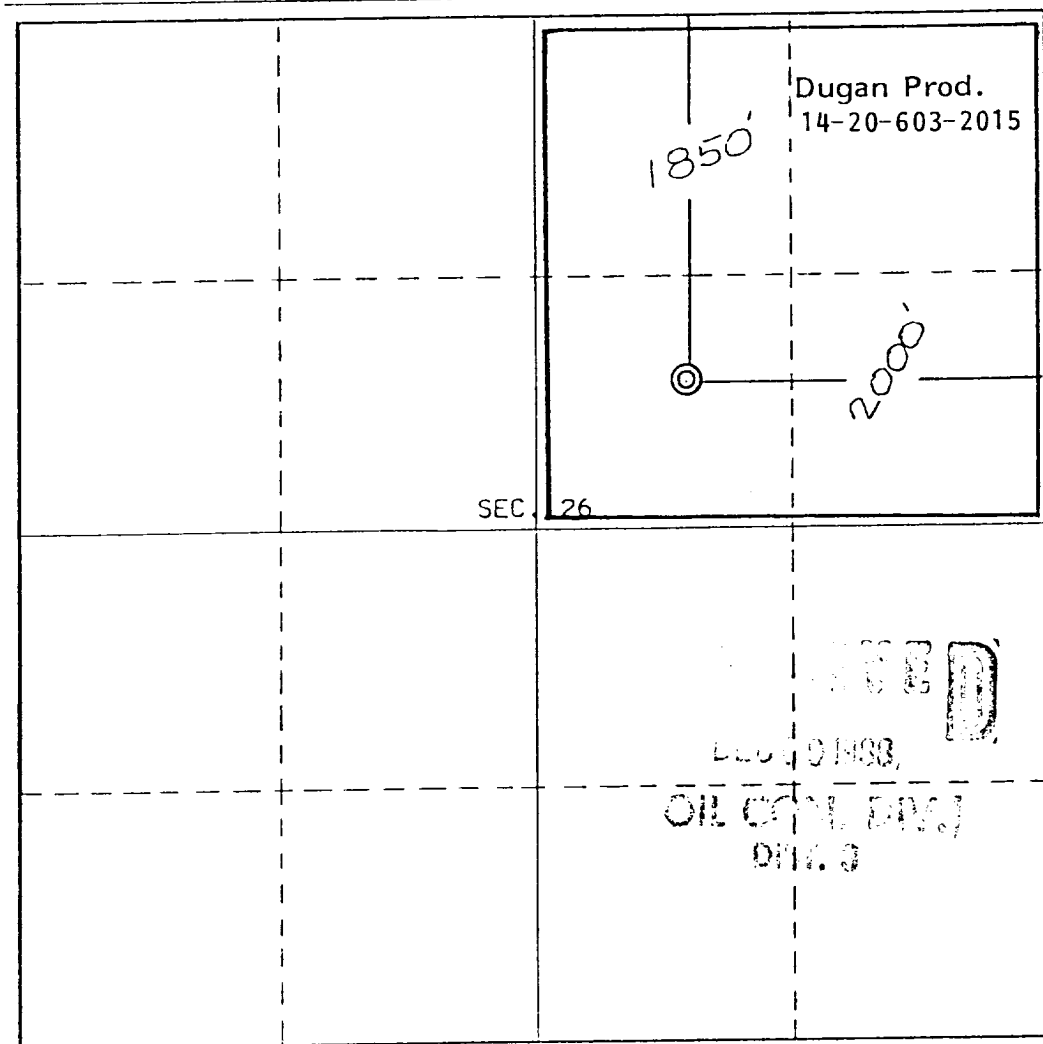 Dugan Prod.
14-20-603-2015
1850'
2000'
SEC. 26
OIL CON. DIV.